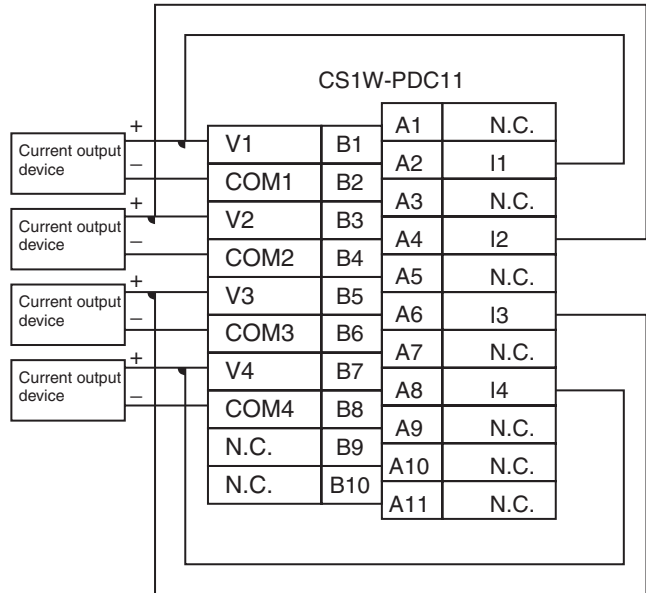 CS1W-PDC11
Current output
device
+
−
Current output
device
+
−
Current output
device
+
−
Current output
device
+
−
V1 B1
COM1 B2
V2 B3
COM2 B4
V3 B5
COM3 B6
V4 B7
COM4 B8
N.C. B9
N.C. B10
A1 N.C.
A2 I1
A3 N.C.
A4 I2
A5 N.C.
A6 I3
A7 N.C.
A8 I4
A9 N.C.
A10 N.C.
A11 N.C.